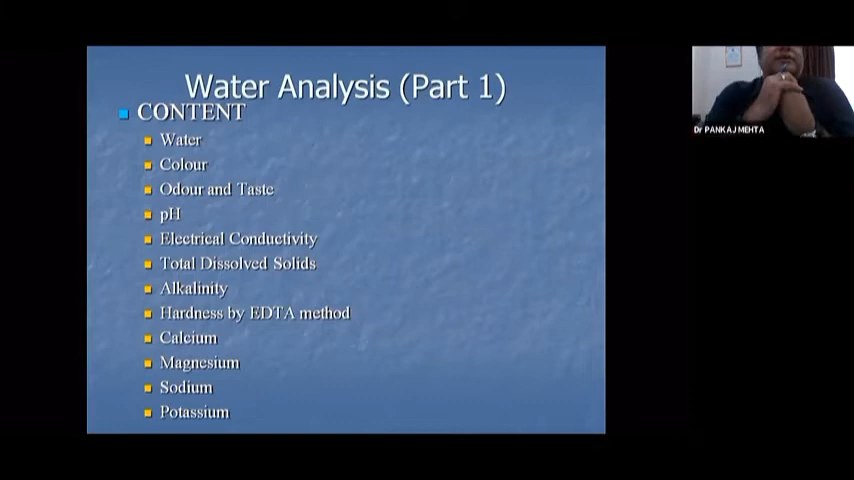 Water Analysis (Part 1)
CONTENT
Water
Colour
Odour and Taste
pH
Electrical Conductivity
Total Dissolved Solids
Alkalinity
Hardness by EDTA method
Calcium
Magnesium
Sodium
Potassium
Dr PANKAJ MEHTA